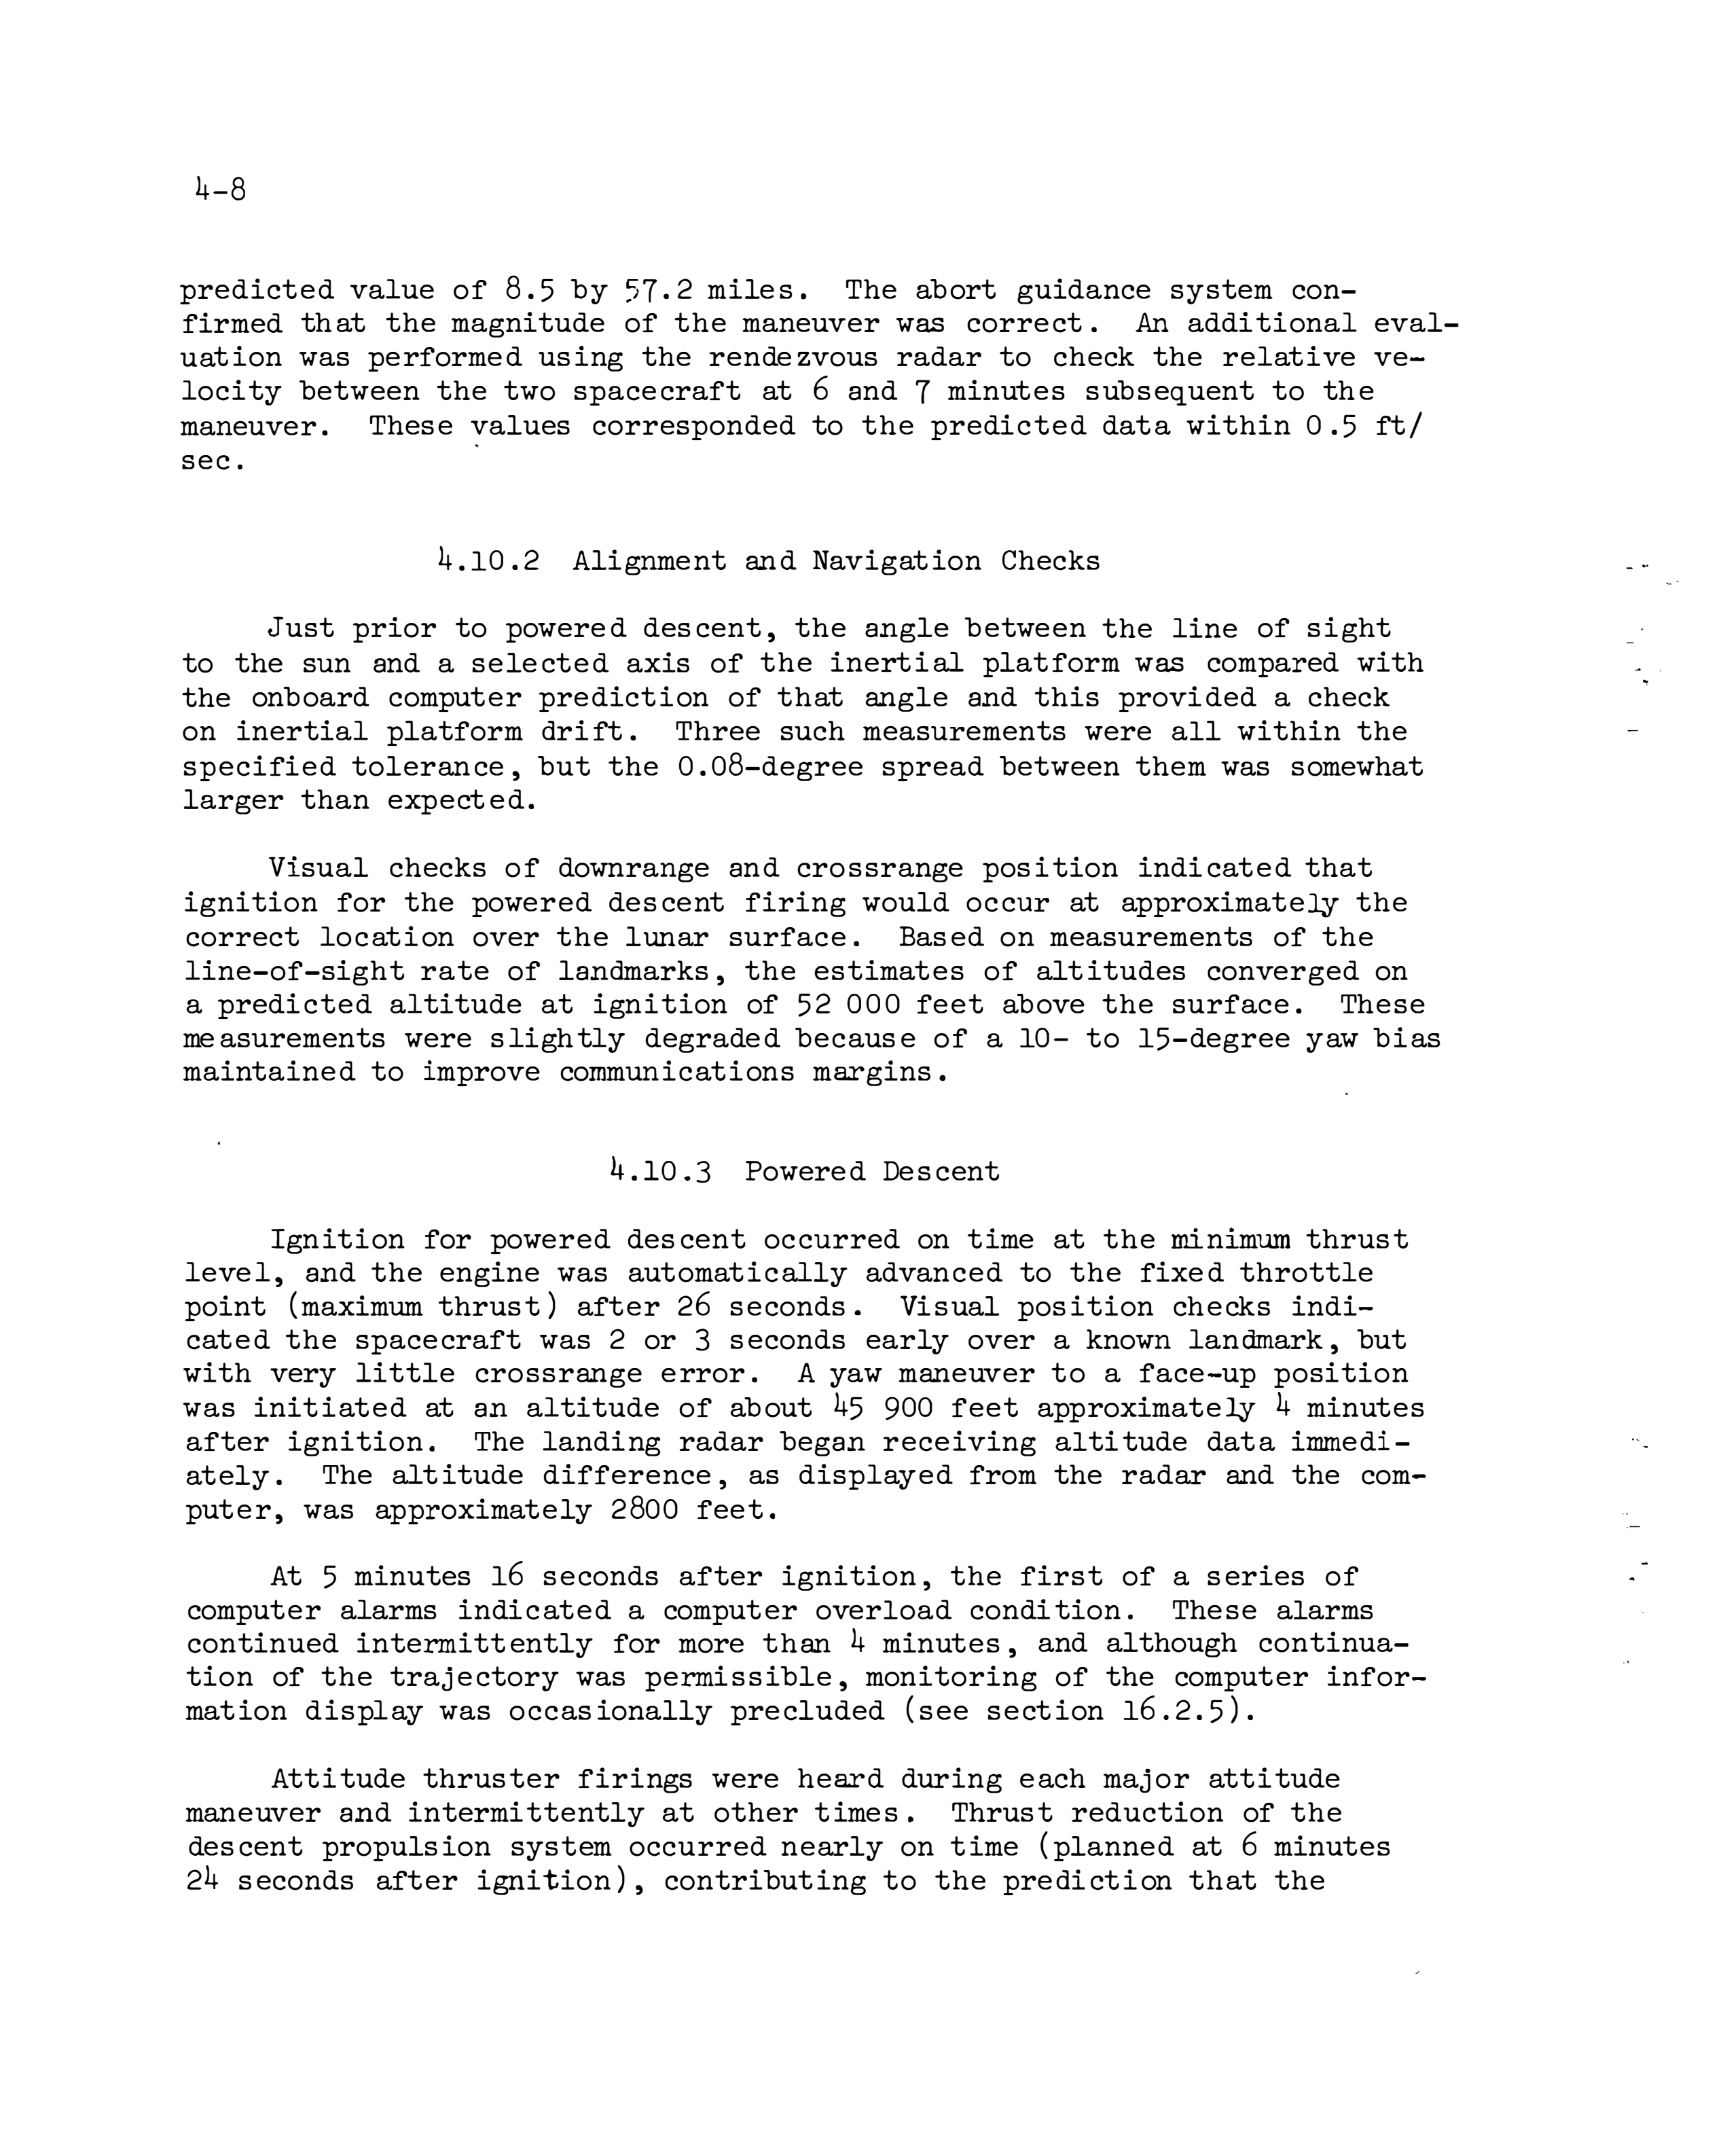 4-8
predicted value of 8.5 by 57.2 miles. The abort guidance system con-
firmed that the magnitude of the maneuver was correct. An additional eval-
uation was performed using the rendezvous radar to check the relative ve-
locity between the two spacecraft at 6 and 7 minutes subsequent to the
maneuver. These values corresponded to the predicted data within 0.5 ft/
sec.
4.10.2 Alignment and Navigation Checks
Just prior to powered descent, the angle between the line of sight
to the sun and a selected axis of the inertial platform was compared with
the onboard computer prediction of that angle and this provided a check
on inertial platform drift. Three such measurements were all within the
specified tolerance, but the 0.08-degree spread between them was somewhat
larger than expected.
Visual checks of downrange and crossrange position indicated that
ignition for the powered descent firing would occur at approximately the
correct location over the lunar surface. Based on measurements of the
line-of-sight rate of landmarks, the estimates of altitudes converged on
a predicted altitude at ignition of 52 000 feet above the surface. These
measurements were slightly degraded because of a 10- to 15-degree yaw bias
maintained to improve communications margins.
4.10.3 Powered Descent
Ignition for powered descent occurred on time at the minimum thrust
level, and the engine was automatically advanced to the fixed throttle
point (maximum thrust) after 26 seconds. Visual position checks indi-
cated the spacecraft was 2 or 3 seconds early over a known landmark, but
with very little crossrange error. A yaw maneuver to a face-up position
was initiated at an altitude of about 45 900 feet approximately 4 minutes
after ignition. The landing radar began receiving altitude data immedi-
ately. The altitude difference, as displayed from the radar and the com-
puter, was approximately 2800 feet.
At 5 minutes 16 seconds after ignition, the first of a series of
computer alarms indicated a computer overload condition. These alarms
continued intermittently for more than 4 minutes, and although continua-
tion of the trajectory was permissible, monitoring of the computer infor-
mation display was occasionally precluded (see section 16.2.5).
Attitude thruster firings were heard during each major attitude
maneuver and intermittently at other times. Thrust reduction of the
descent propulsion system occurred nearly on time (planned at 6 minutes
24 seconds after ignition), contributing to the prediction that the